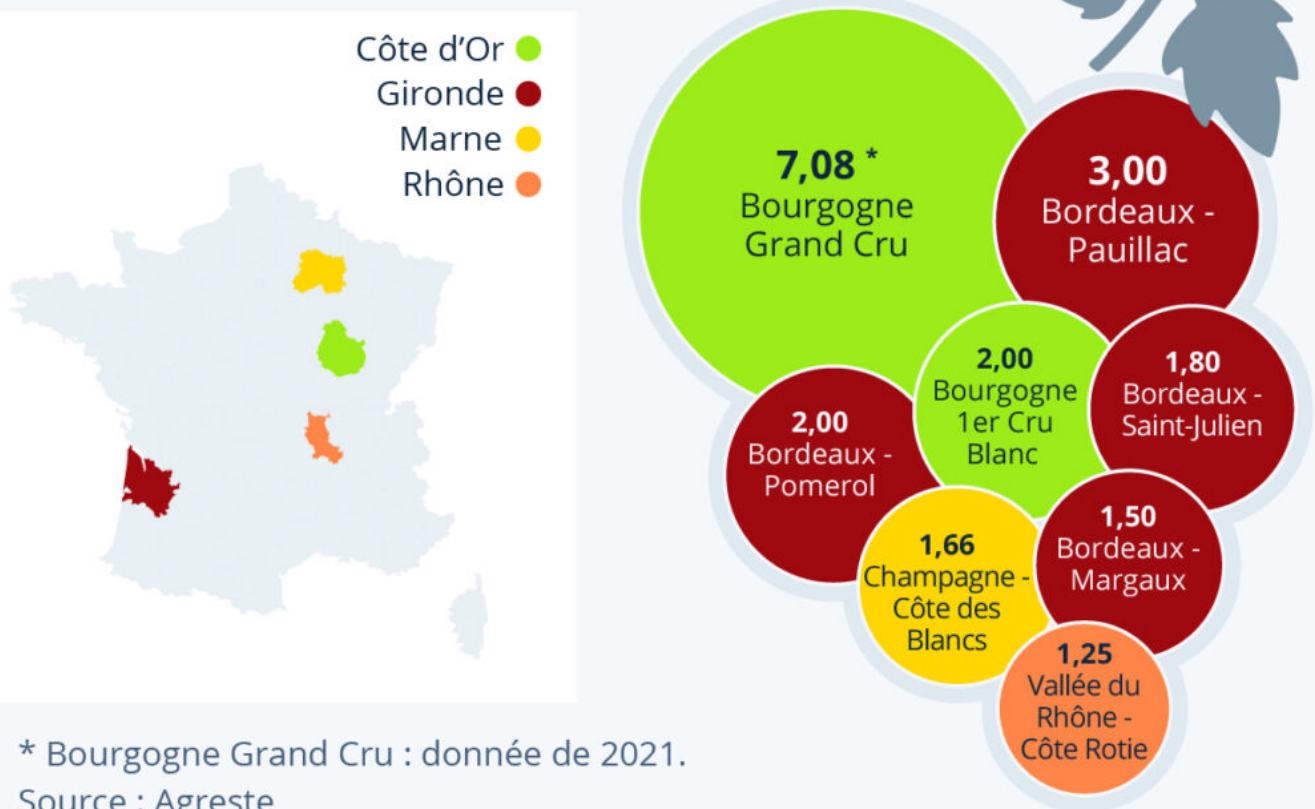 Côte d'Or
Gironde
Marne
Rhône
7,08 *
Bourgogne
Grand Cru
3,00
Bordeaux -
Pauillac
2,00
Bourgogne
1er Cru
Blanc
1,80
Bordeaux -
Saint-Julien
2,00
Bordeaux -
Pomerol
1,66
Champagne -
Côte des
Blancs
1,50
Bordeaux -
Margaux
1,25
Vallée du
Rhône -
Côte Rotie
* Bourgogne Grand Cru : donnée de 2021.
Source : Agreste